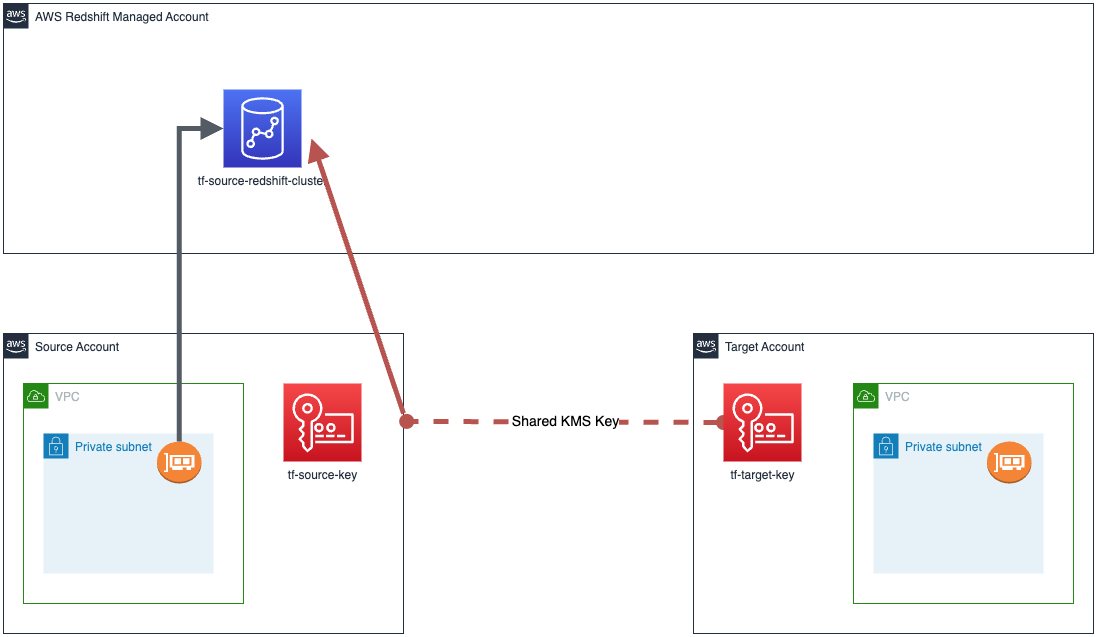 aws AWS Redshift Managed Account
tf-source-redshift-cluster
aws Source Account
aws Target Account
VPC
VPC
Private subnet
Shared KMS Key
Private subnet
tf-source-key
tf-target-key